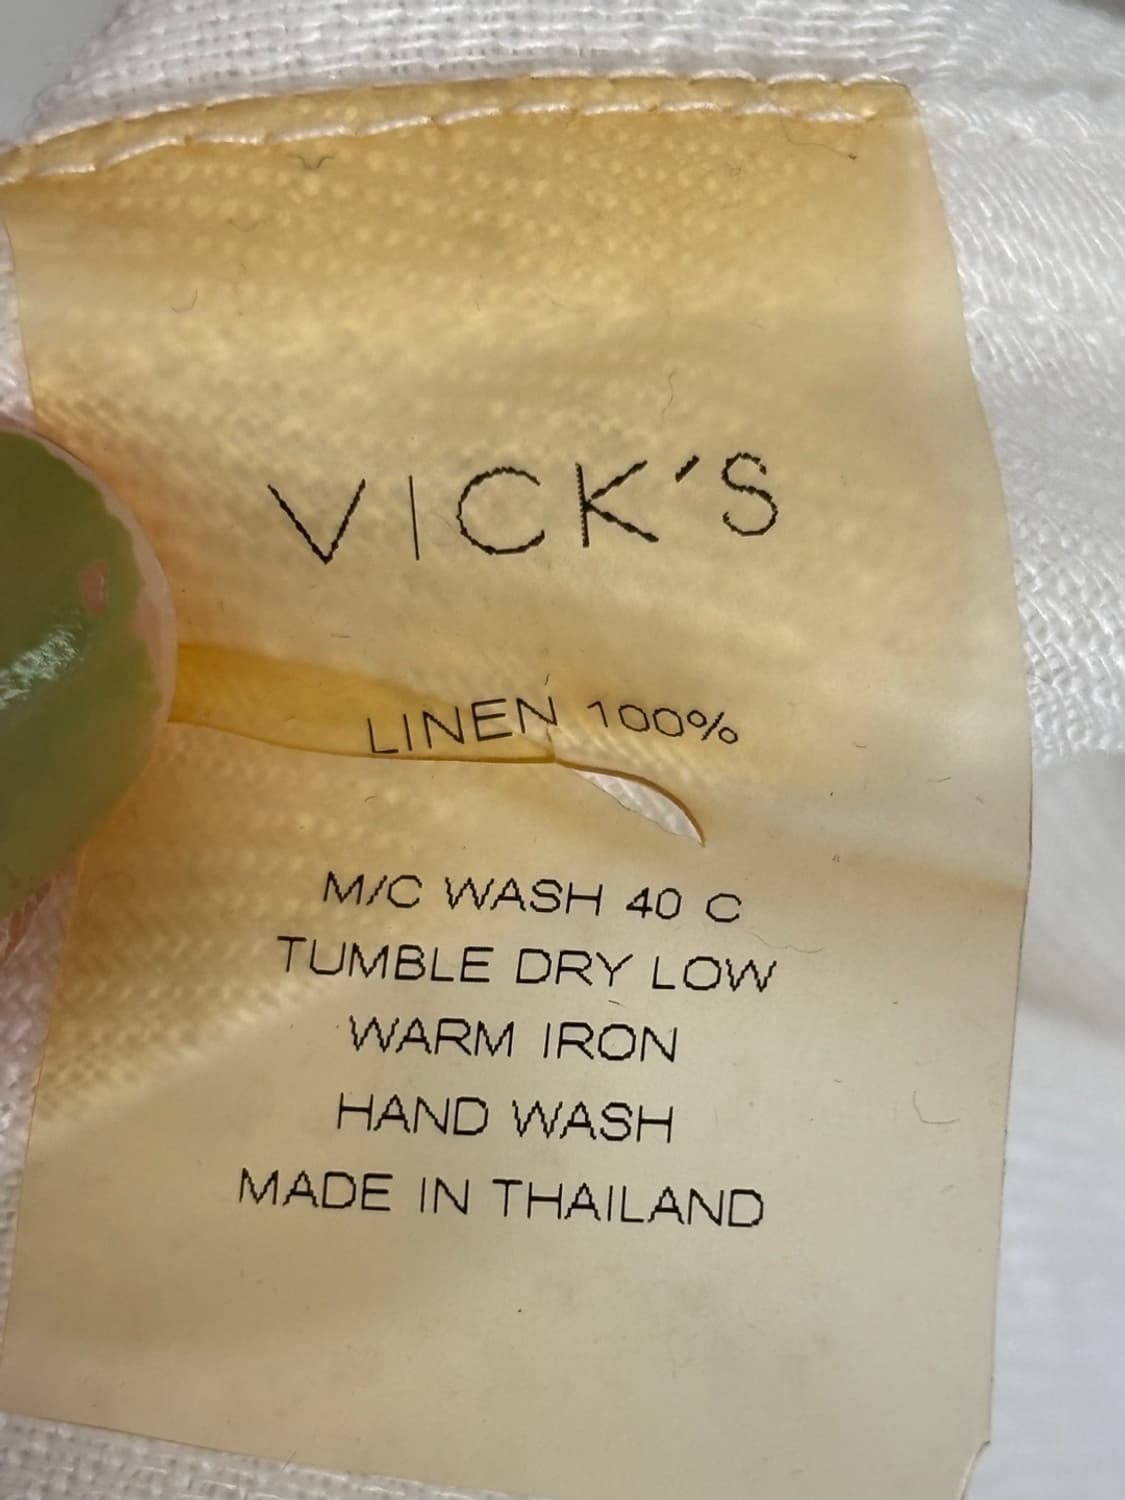 VICK'S
LINEN 100%
M/C WASH 40 C
TUMBLE DRY LOW
WARM IRON
HAND WASH
MADE IN THAILAND